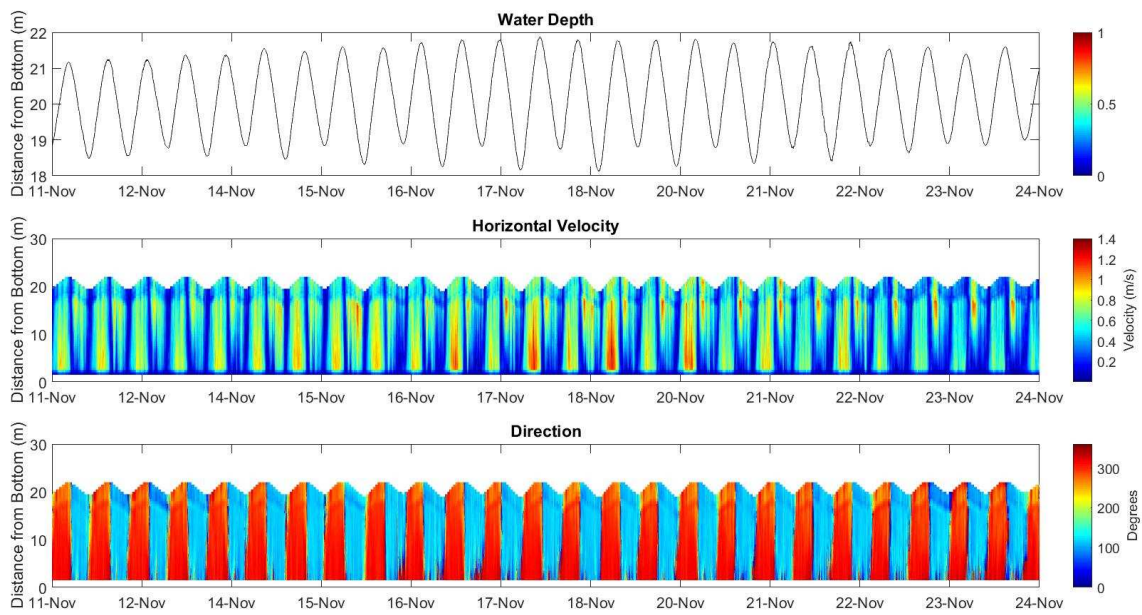 Water Depth
Distance from Bottom (m)
22
21
20
19
18
11-Nov 12-Nov 14-Nov 15-Nov 16-Nov 17-Nov 18-Nov 20-Nov 21-Nov 22-Nov 23-Nov 24-Nov
1
0.5
0
Horizontal Velocity
Distance from Bottom (m)
30
20
10
0
11-Nov 12-Nov 14-Nov 15-Nov 16-Nov 17-Nov 18-Nov 20-Nov 21-Nov 22-Nov 23-Nov 24-Nov
1.4
1.2
1
0.8
0.6
0.4
0.2
Velocity (m/s)
Direction
Distance from Bottom (m)
30
20
10
0
11-Nov 12-Nov 14-Nov 15-Nov 16-Nov 17-Nov 18-Nov 20-Nov 21-Nov 22-Nov 23-Nov 24-Nov
300
200
100
0
Degrees